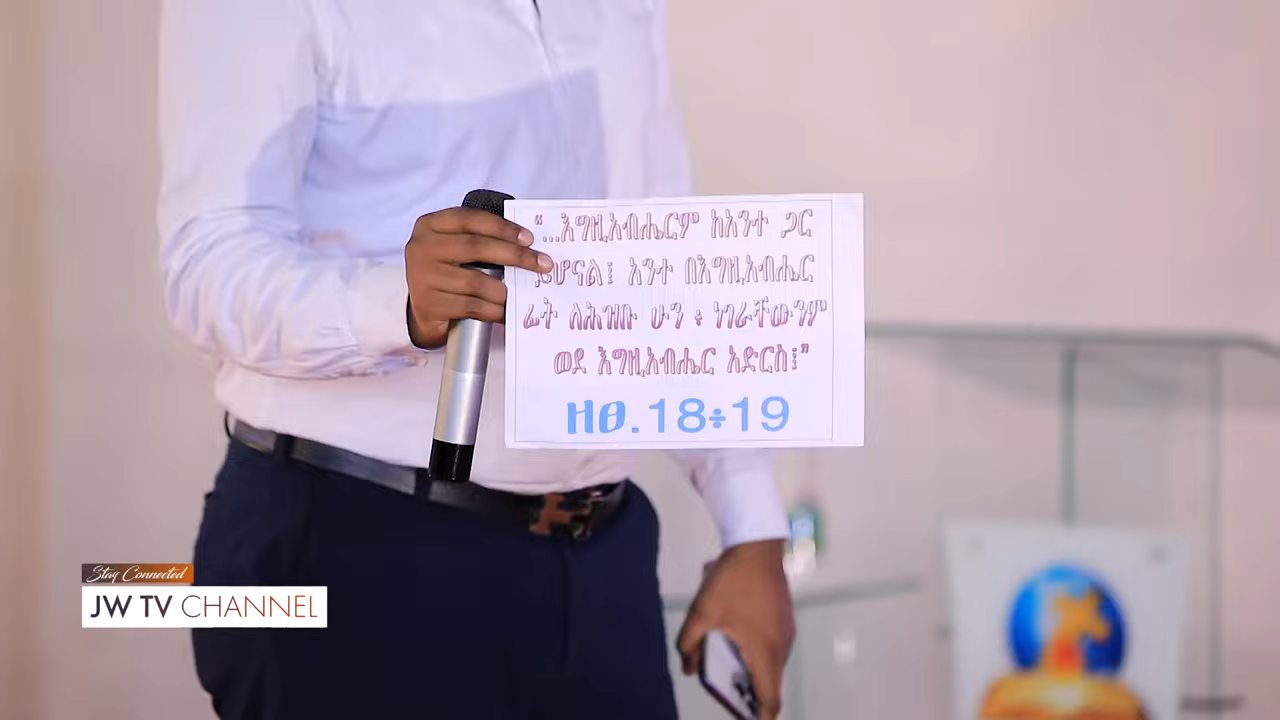 “...እግዚአብሔርም ከአንተ ጋር
ይሆናል፤ አንተ በእግዚአብሔር
ፊት ለሕዝቡ ሁን ፥ ነገራቸውንም
ወደ እግዚአብሔር አድርስ፤”
ዘፀ.18÷19
Stay Connected
JW TV CHANNEL